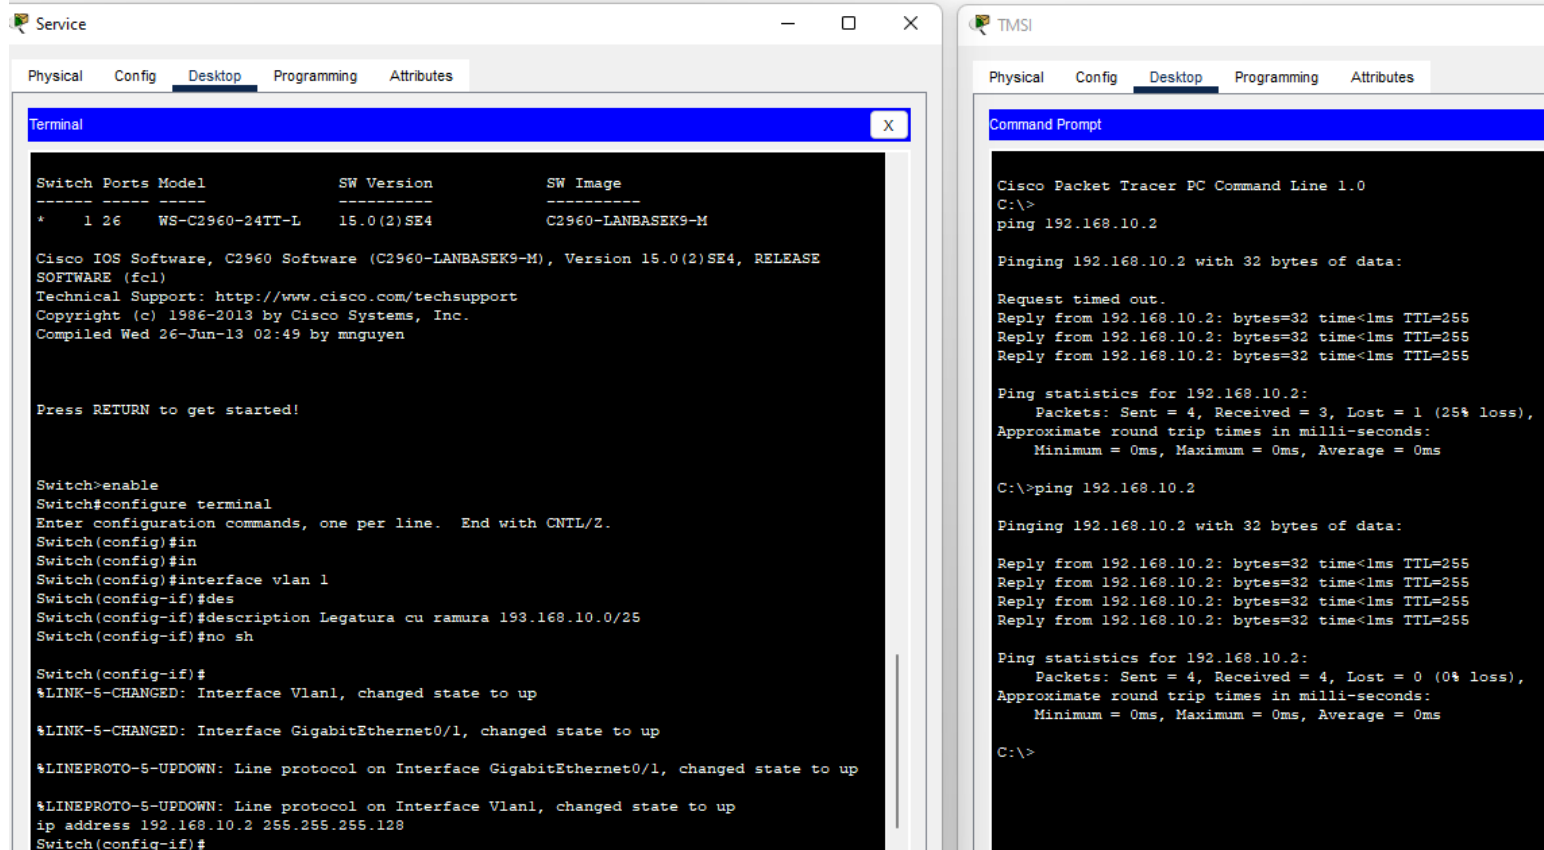 Service
Physical Config Desktop Programming Attributes
Terminal
X
Switch Ports Model SW Version SW Image
------ ----- ----- ---------- ----------
* 1 26 WS-C2960-24TT-L 15.0(2)SE4 C2960-LANBASEK9-M
Cisco IOS Software, C2960 Software (C2960-LANBASEK9-M), Version 15.0(2)SE4, RELEASE
SOFTWARE (fc1)
Technical Support: http://www.cisco.com/techsupport
Copyright (c) 1986-2013 by Cisco Systems, Inc.
Compiled Wed 26-Jun-13 02:49 by mnguyen
Press RETURN to get started!
Switch>enable
Switch#configure terminal
Enter configuration commands, one per line.  End with CNTL/Z.
Switch(config)#in
Switch(config)#in
Switch(config)#interface vlan 1
Switch(config-if)#des
Switch(config-if)#description Legatura cu ramura 193.168.10.0/25
Switch(config-if)#no sh
Switch(config-if)#
%LINK-5-CHANGED: Interface Vlan1, changed state to up
%LINK-5-CHANGED: Interface GigabitEthernet0/1, changed state to up
%LINEPROTO-5-UPDOWN: Line protocol on Interface GigabitEthernet0/1, changed state to up
%LINEPROTO-5-UPDOWN: Line protocol on Interface Vlan1, changed state to up
ip address 192.168.10.2 255.255.255.128
Switch(config-if)#
TMSI
Physical Config Desktop Programming Attributes
Command Prompt
Cisco Packet Tracer PC Command Line 1.0
C:\>
ping 192.168.10.2
Pinging 192.168.10.2 with 32 bytes of data:
Request timed out.
Reply from 192.168.10.2: bytes=32 time<1ms TTL=255
Reply from 192.168.10.2: bytes=32 time<1ms TTL=255
Reply from 192.168.10.2: bytes=32 time<1ms TTL=255
Ping statistics for 192.168.10.2:
Packets: Sent = 4, Received = 3, Lost = 1 (25% loss),
Approximate round trip times in milli-seconds:
Minimum = 0ms, Maximum = 0ms, Average = 0ms
C:\>ping 192.168.10.2
Pinging 192.168.10.2 with 32 bytes of data:
Reply from 192.168.10.2: bytes=32 time<1ms TTL=255
Reply from 192.168.10.2: bytes=32 time<1ms TTL=255
Reply from 192.168.10.2: bytes=32 time<1ms TTL=255
Reply from 192.168.10.2: bytes=32 time<1ms TTL=255
Ping statistics for 192.168.10.2:
Packets: Sent = 4, Received = 4, Lost = 0 (0% loss),
Approximate round trip times in milli-seconds:
Minimum = 0ms, Maximum = 0ms, Average = 0ms
C:\>